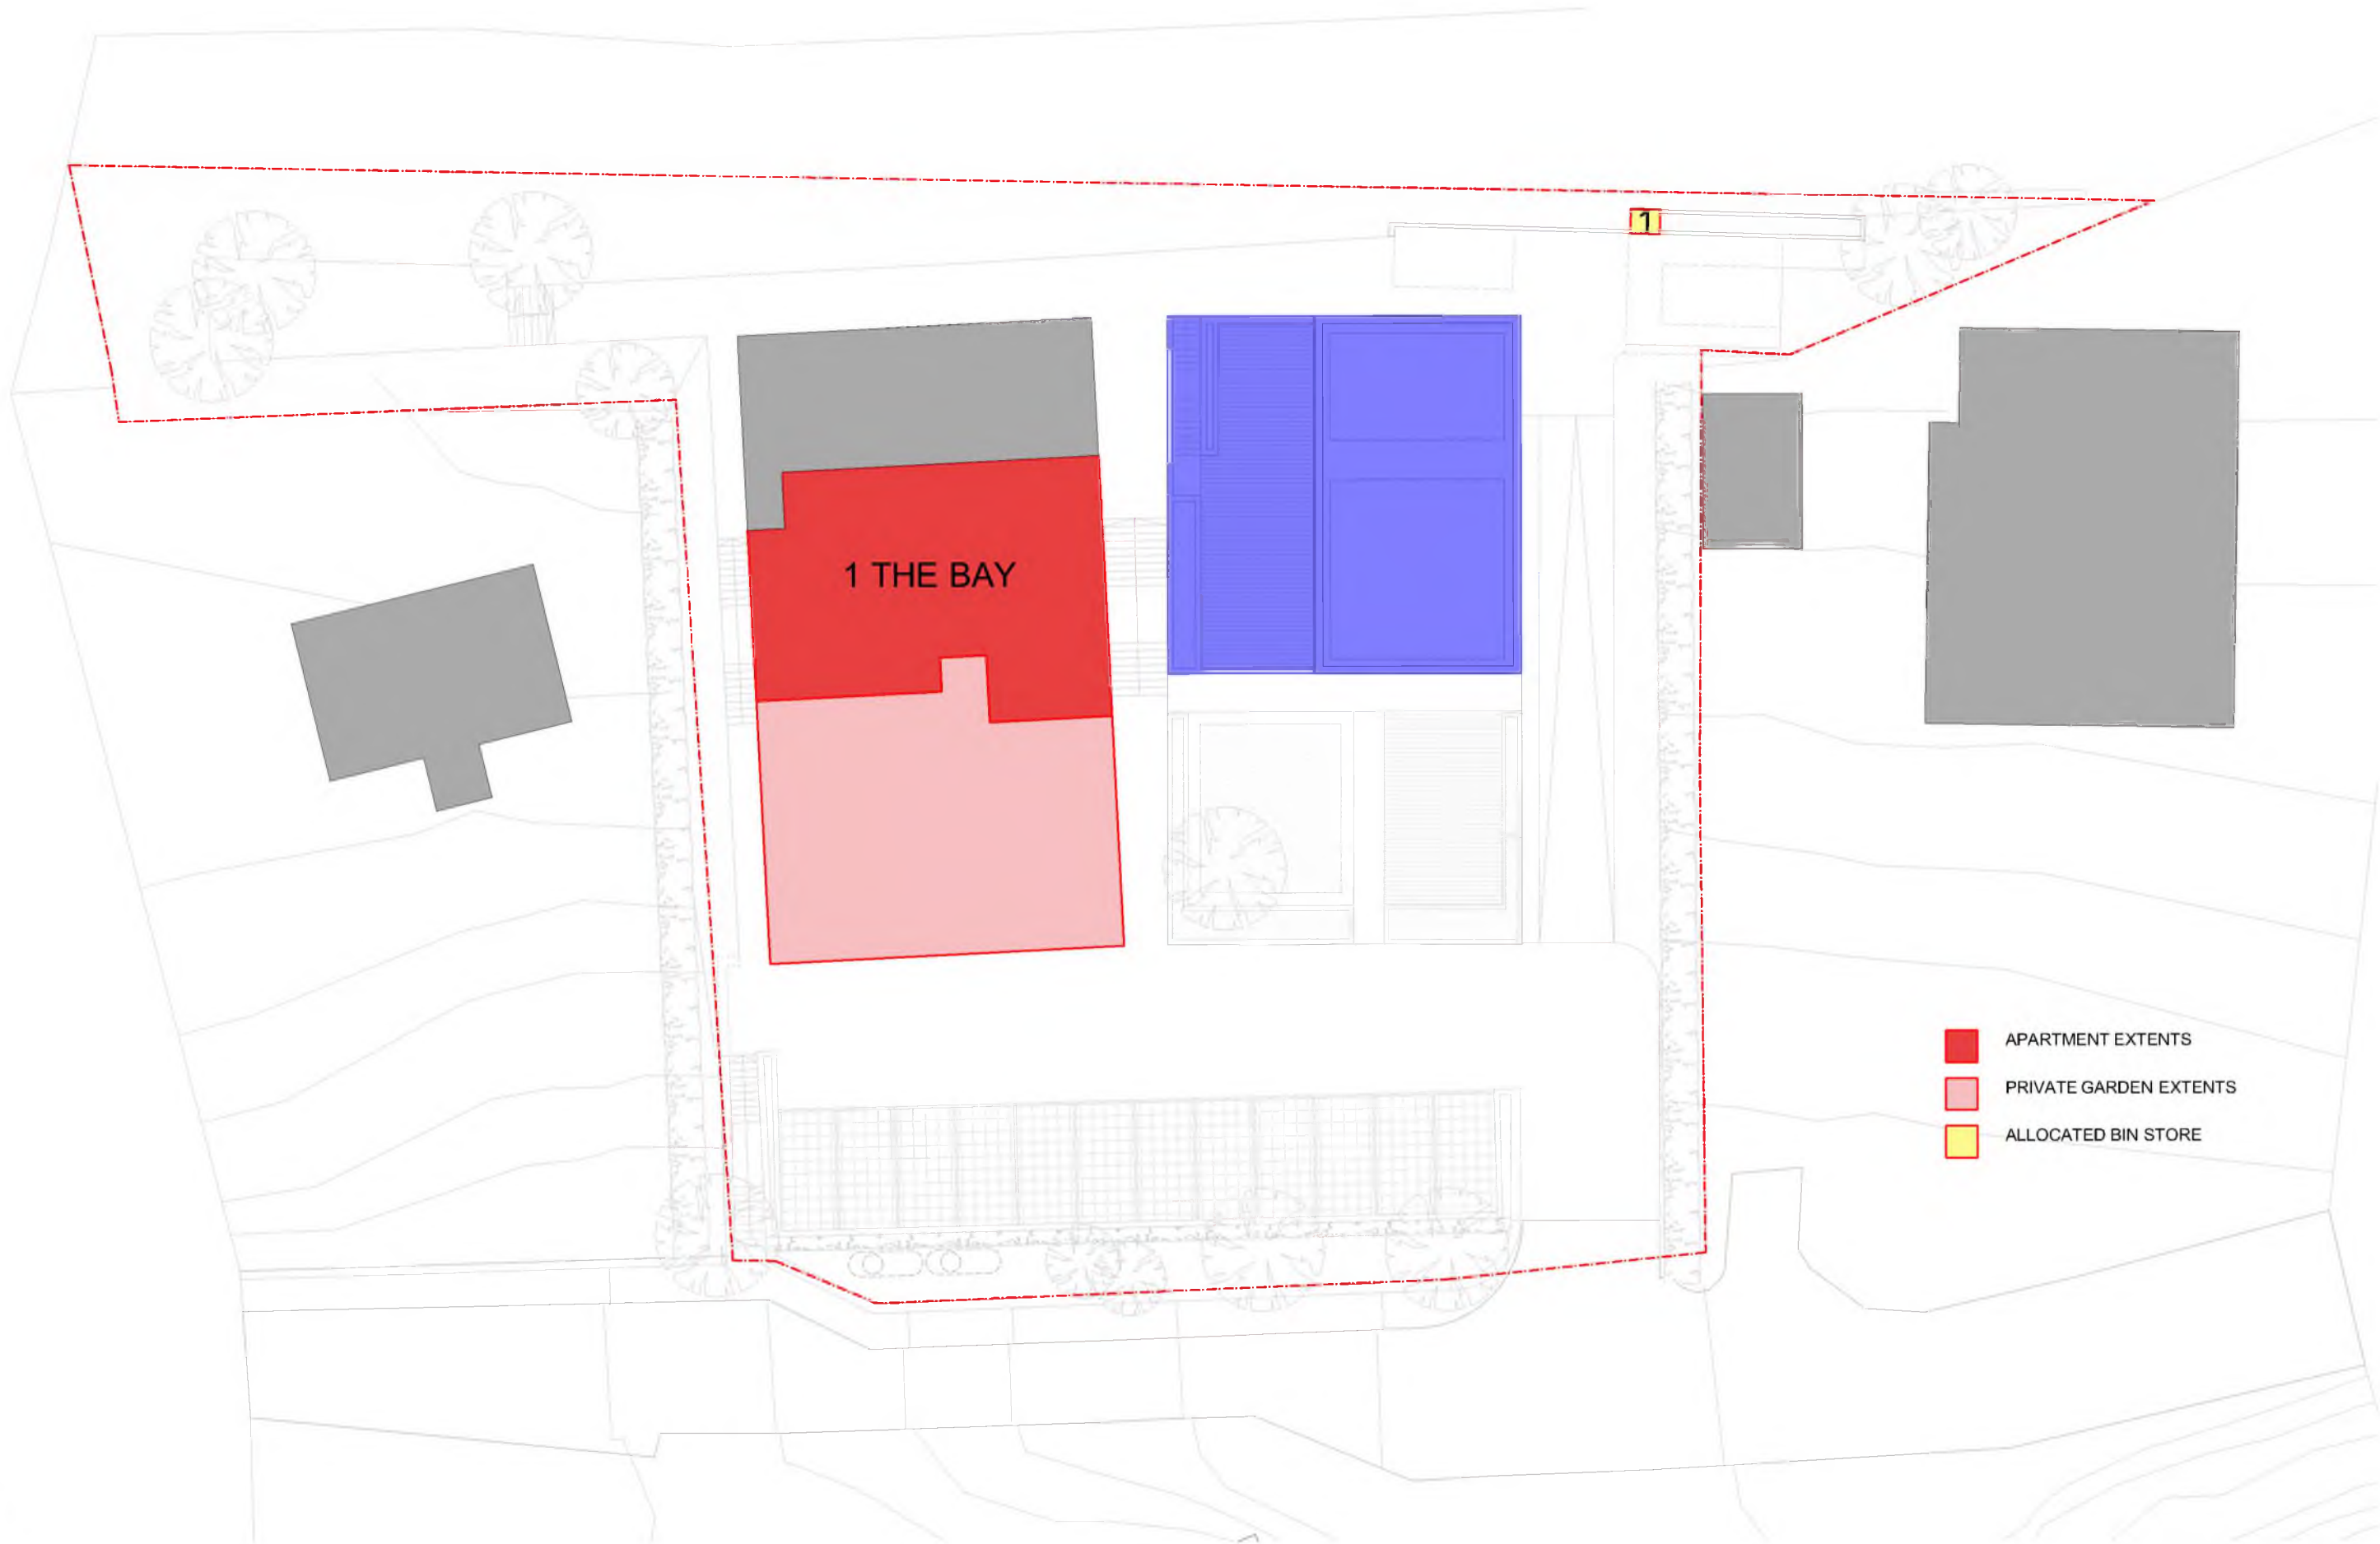 1
1 THE BAY
APARTMENT EXTENTS
PRIVATE GARDEN EXTENTS
ALLOCATED BIN STORE